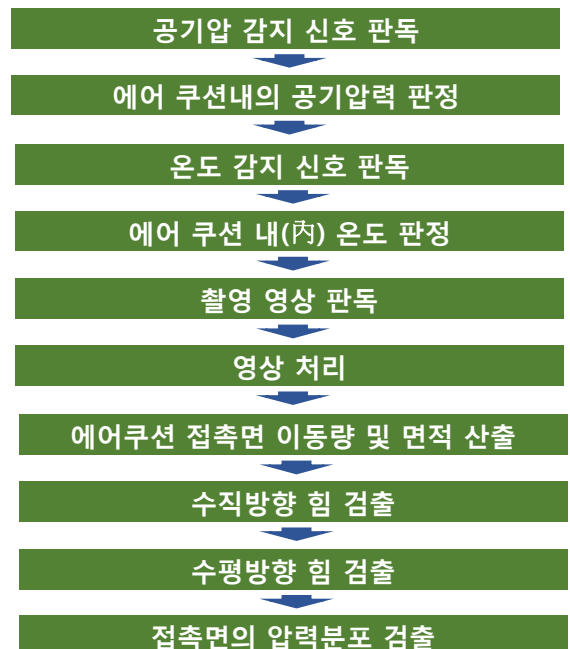 공기압 감지 신호 판독
에어 쿠션내의 공기압력 판정
온도 감지 신호 판독
에어 쿠션 내(內) 온도 판정
촬영 영상 판독
영상 처리
에어쿠션 접촉면 이동량 및 면적 산출
수직방향 힘 검출
수평방향 힘 검출
접촉면의 압력분포 검출